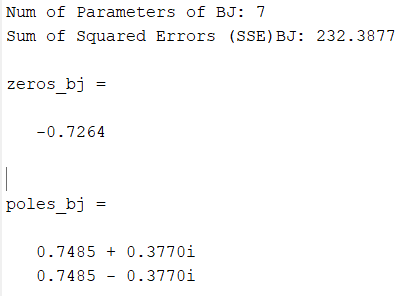 Num of Parameters of BJ: 7
Sum of Squared Errors (SSE)BJ: 232.3877
zeros_bj =
-0.7264
poles_bj =
0.7485 + 0.3770i
0.7485 - 0.3770i